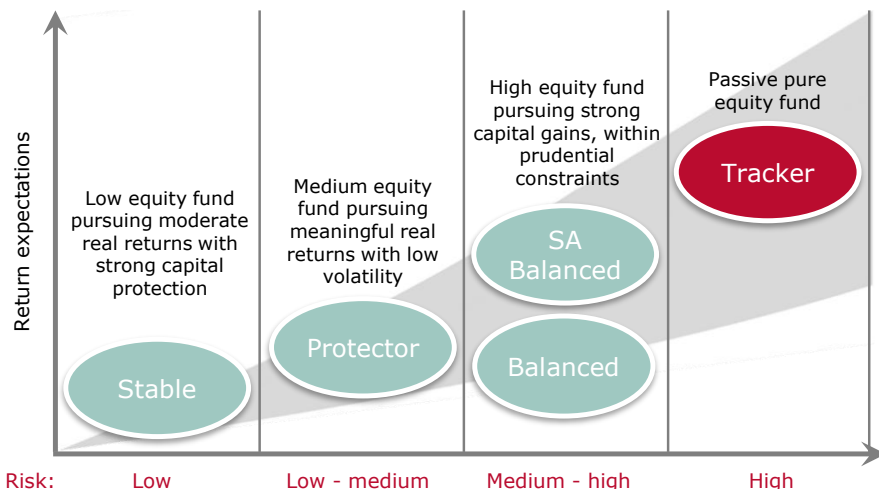 Return expectations
Low equity fund
pursuing moderate
real returns with
strong capital
protection
Stable
Medium equity
fund pursuing
meaningful real
returns with low
volatility
Protector
High equity fund
pursuing strong
capital gains, within
prudential
constraints
SA
Balanced
Balanced
Passive pure
equity fund
Tracker
Risk:
Low
Low - medium
Medium - high
High